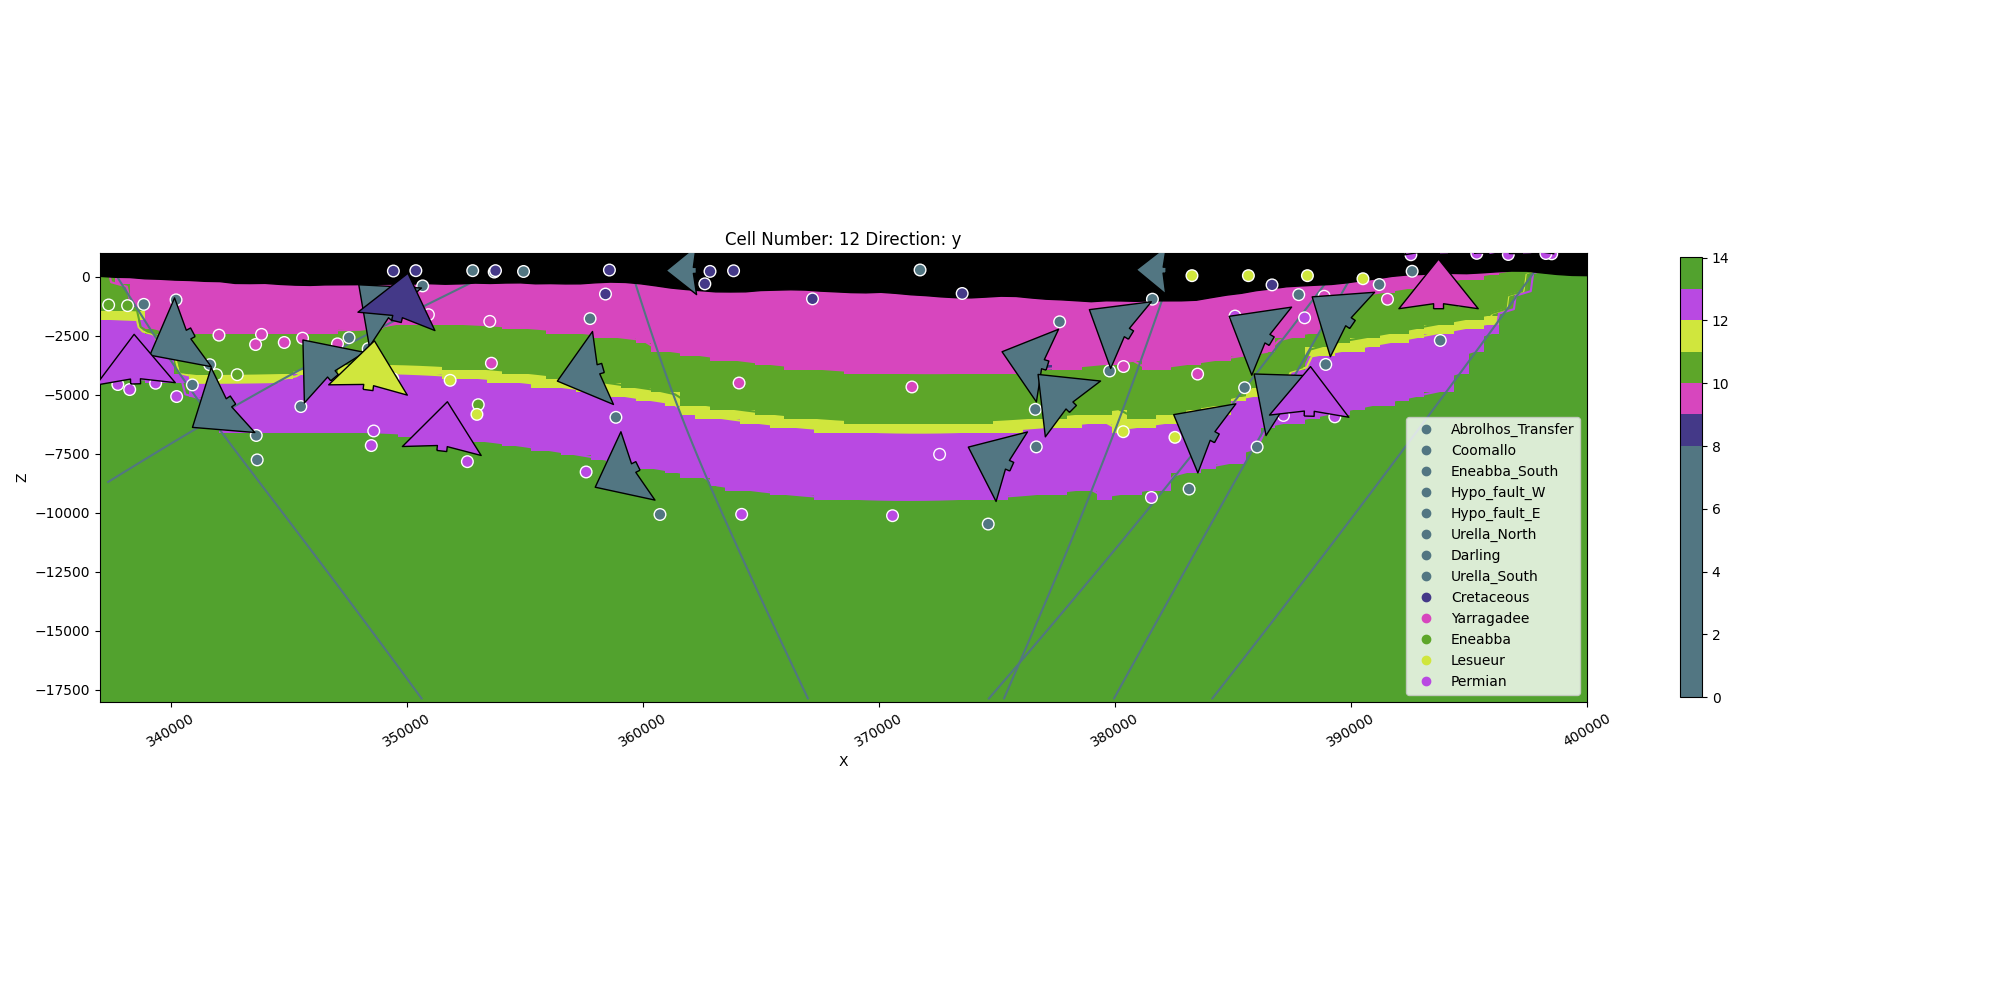 Cell Number: 12 Direction: y
Z
0
−2500
−5000
−7500
−10000
−12500
−15000
−17500
340000
350000
360000
370000
380000
390000
400000
X
Abrolhos_Transfer
Coomallo
Eneabba_South
Hypo_fault_W
Hypo_fault_E
Urella_North
Darling
Urella_South
Cretaceous
Yarragadee
Eneabba
Lesueur
Permian
14
12
10
8
6
4
2
0